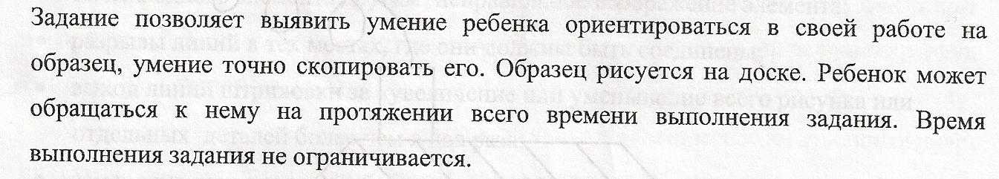 Задание позволяет выявить умение ребенка ориентироваться в своей работе на
образец, умение точно скопировать его. Образец рисуется на доске. Ребенок может
обращаться к нему на протяжении всего времени выполнения задания. Время
выполнения задания не ограничивается.